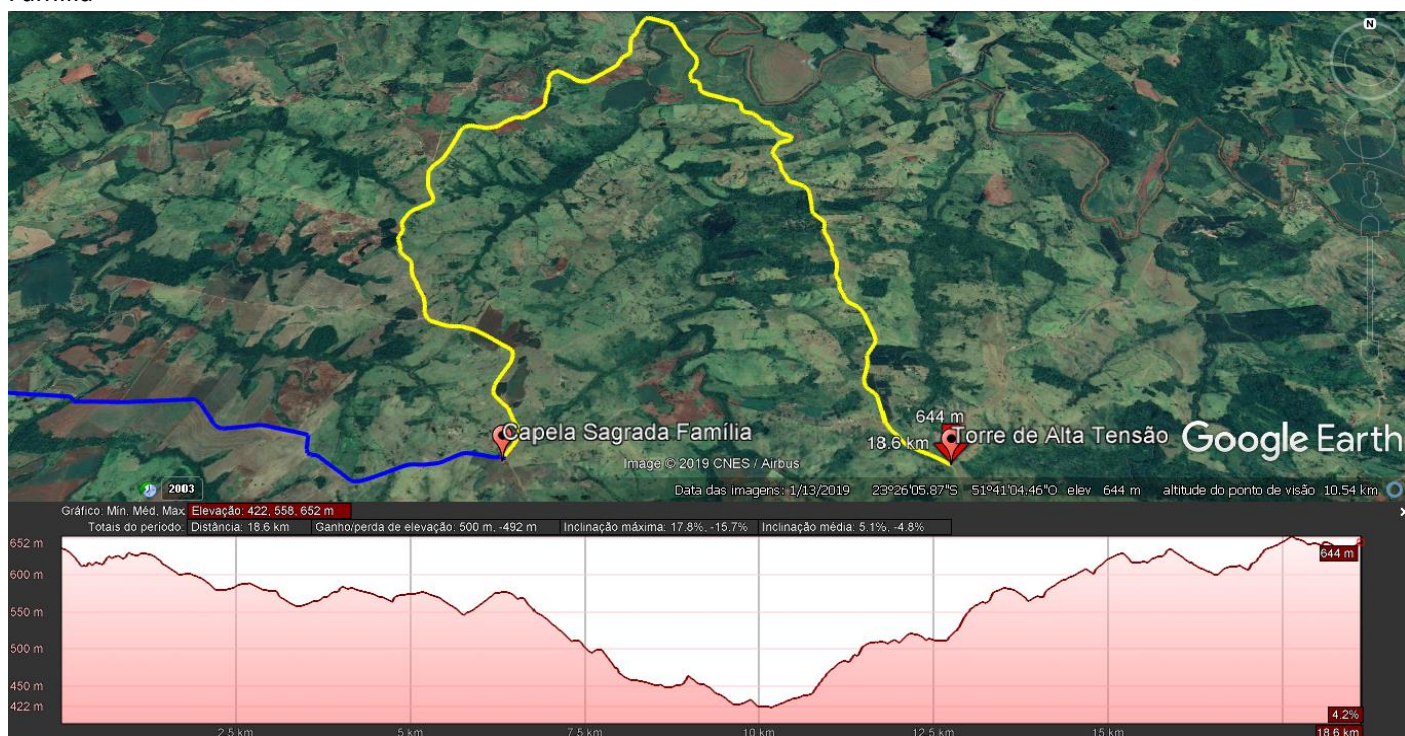 N
Capela Sagrada Família
644 m
18.6 km
Torre de Alta Tensão
Google Earth
Image © 2019 CNES / Airbus
2003
Data das imagens: 1/13/2019 23°26'05.87"S 51°41'04.46"O elev 644 m altitude do ponto de visão 10.54 km
Gráfico: Mín. Méd, Max Elevação: 422, 558, 652 m
Totais do período: Distância: 18.6 km Ganho/perda de elevação: 500 m, -492 m Inclinação máxima: 17.8%, -15.7% Inclinação média: 5.1%, -4.8%
652 m
644 m
600 m
550 m
500 m
450 m
422 m
4.2%
2.5 km 5 km 7.5 km 10 km 12.5 km 15 km 18.6 km